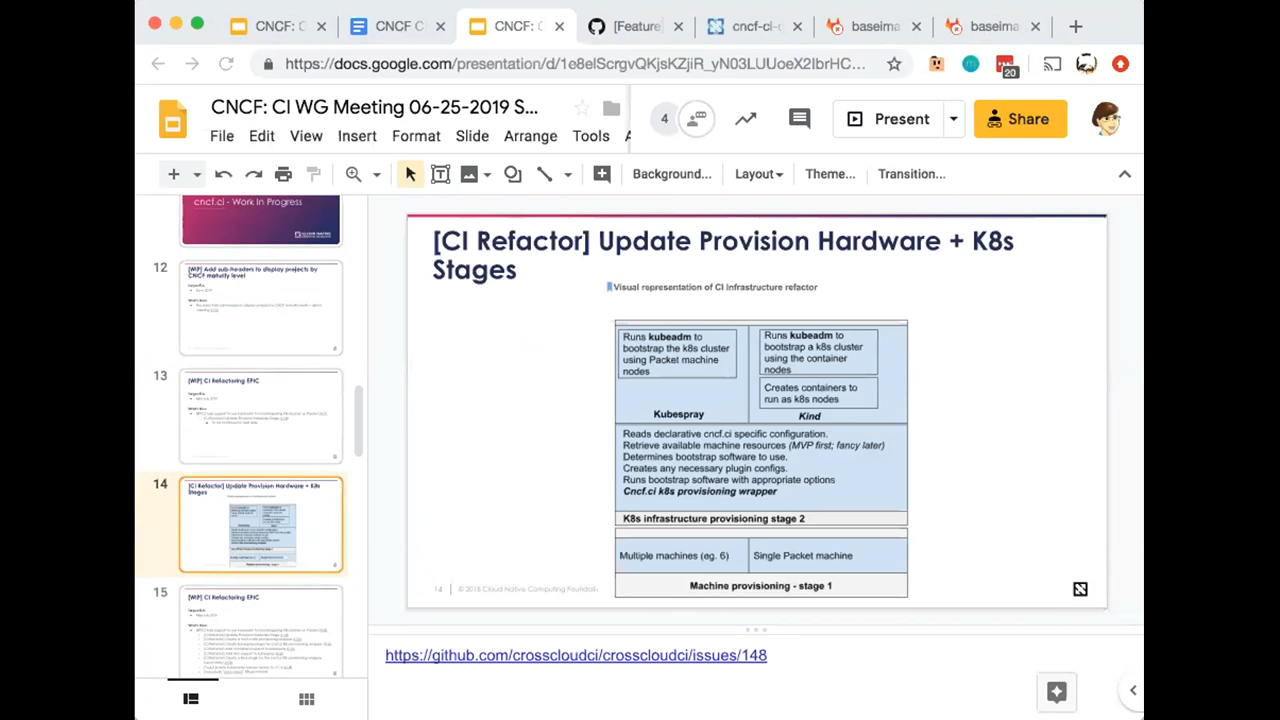 CNCF: C
CNCF C
CNCF: C
[Feature]
cncf-ci-c
baseima
baseima
https://docs.google.com/presentation/d/1e8elScrgvQKjsKZjiR_yN03LUUoeX2IbrHC...
20
CNCF: CI WG Meeting 06-25-2019 S...
File Edit View Insert Format Slide Arrange Tools
4
Present
Share
Background... Layout Theme... Transition...
cncf.ci - Work In Progress
12
[WIP] Add sub-headers to display projects by
CNCF maturity level
13
[WIP] CI Refactoring EPIC
14
[CI Refactor] Update Provision Hardware + K8s
Stages
15
[WIP] CI Refactoring EPIC
[CI Refactor] Update Provision Hardware + K8s
Stages
Visual representation of CI infrastructure refactor
Runs kubeadm to
bootstrap the k8s cluster
using Packet machine
nodes
Kubespray
Runs kubeadm to
bootstrap a k8s cluster
using the container
nodes
Creates containers to
run as k8s nodes
Kind
Reads declarative cncf.ci specific configuration.
Retrieve available machine resources (MVP first; fancy later)
Determines bootstrap software to use.
Creates any necessary plugin configs.
Runs bootstrap software with appropriate options
Cncf.ci k8s provisioning wrapper
K8s infrastructure provisioning stage 2
Multiple machines (eg. 6)
Single Packet machine
Machine provisioning - stage 1
14
© 2018 Cloud Native Computing Foundati
https://github.com/crosscloudci/crosscloudci/issues/148